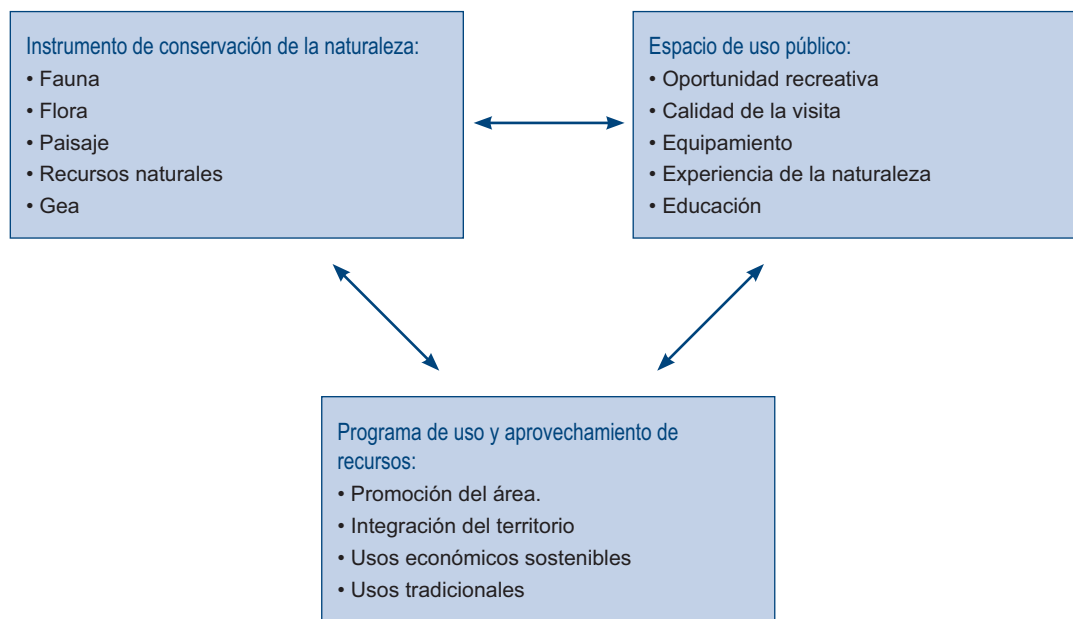 Instrumento de conservación de la naturaleza:
• Fauna
• Flora
• Paisaje
• Recursos naturales
• Gea
Espacio de uso público:
• Oportunidad recreativa
• Calidad de la visita
• Equipamiento
• Experiencia de la naturaleza
• Educación
Programa de uso y aprovechamiento de
recursos:
• Promoción del área.
• Integración del territorio
• Usos económicos sostenibles
• Usos tradicionales